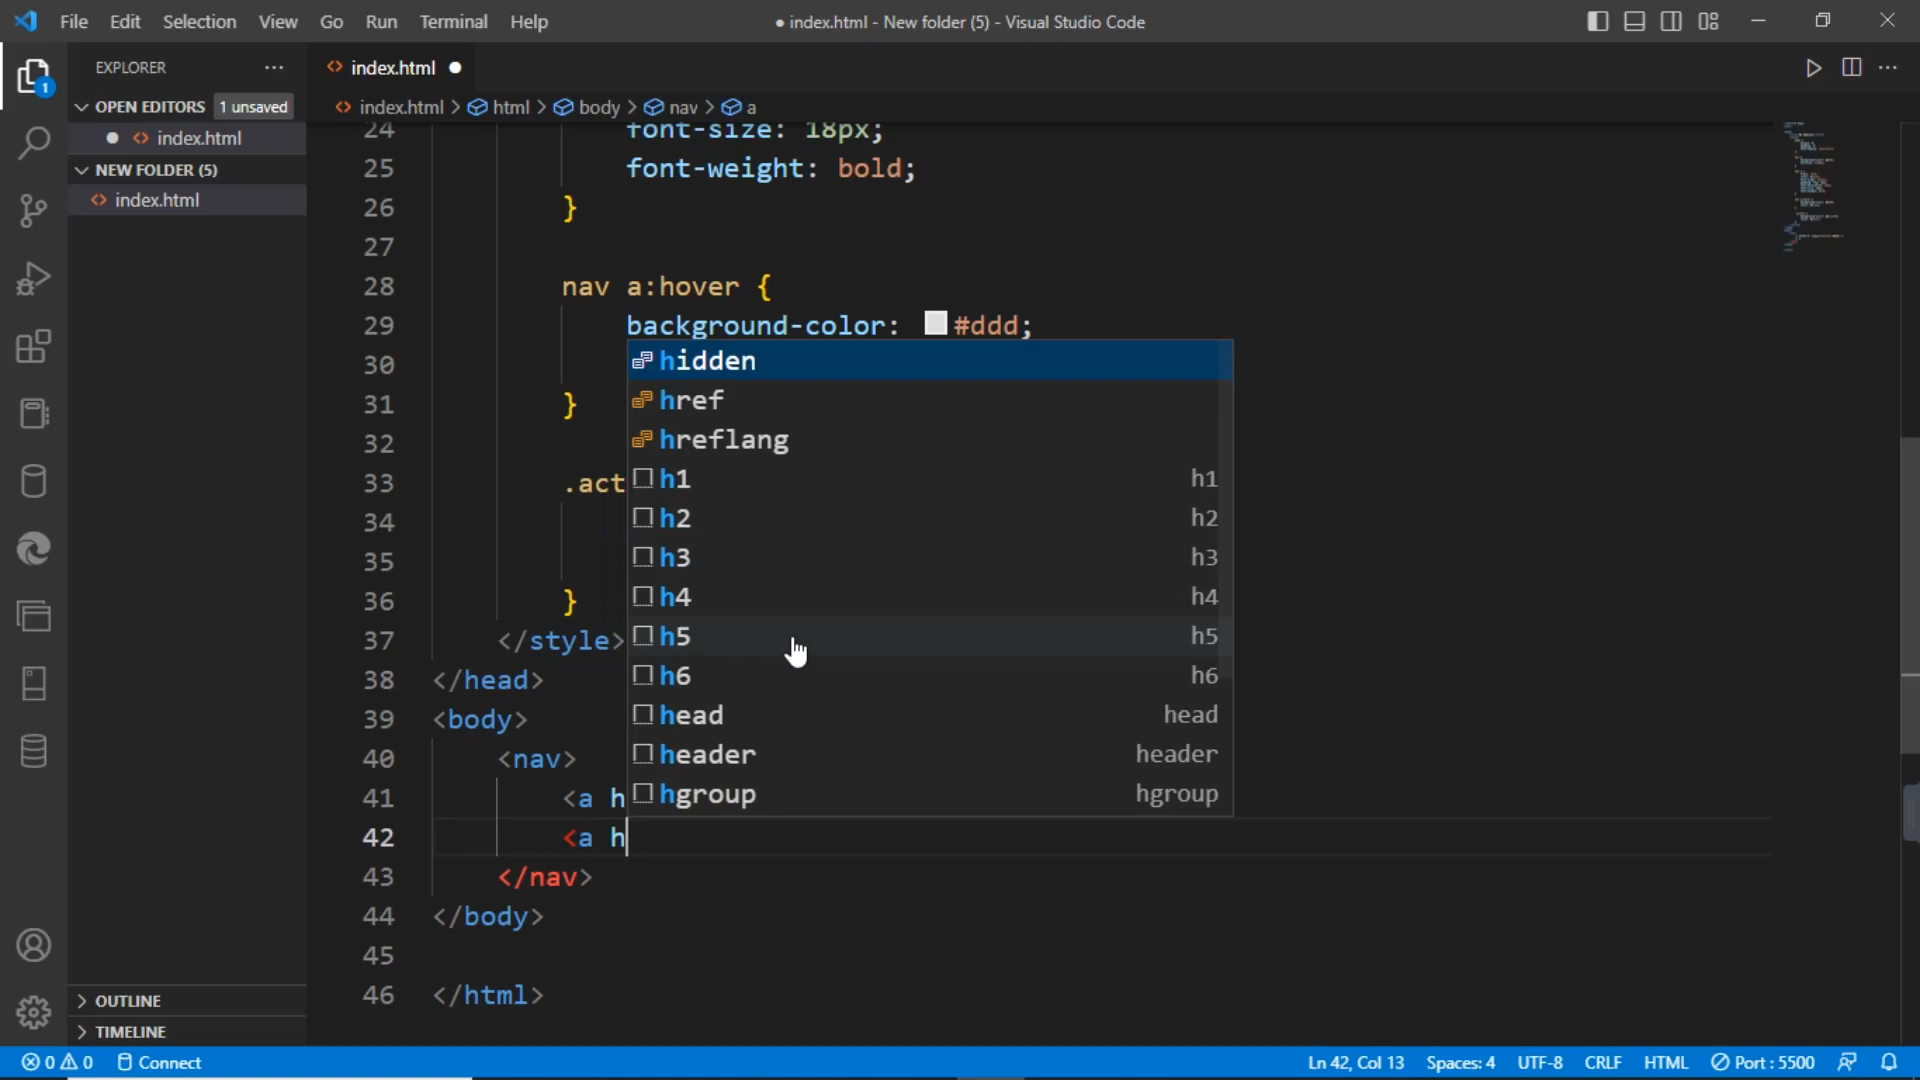 File Edit Selection View Go Run Terminal Help
● index.html - New folder (5) - Visual Studio Code
EXPLORER
OPEN EDITORS 1 unsaved
index.html
NEW FOLDER (5)
index.html
OUTLINE
TIMELINE
1
index.html
index.html > html > body > nav > a
24 font-size: 18px;
25 font-weight: bold;
26 }
27
28 nav a:hover {
29 background-color: #ddd;
30
31 }
32
33 .act
34
35
36 }
37 </style>
38 </head>
39 <body>
40 <nav>
41 <a h
42 <a h
43 </nav>
44 </body>
45
46 </html>
hidden
href
hreflang
h1 h1
h2 h2
h3 h3
h4 h4
h5 h5
h6 h6
head head
header header
hgroup hgroup
0 0 Connect
Ln 42, Col 13 Spaces: 4 UTF-8 CRLF HTML Port : 5500